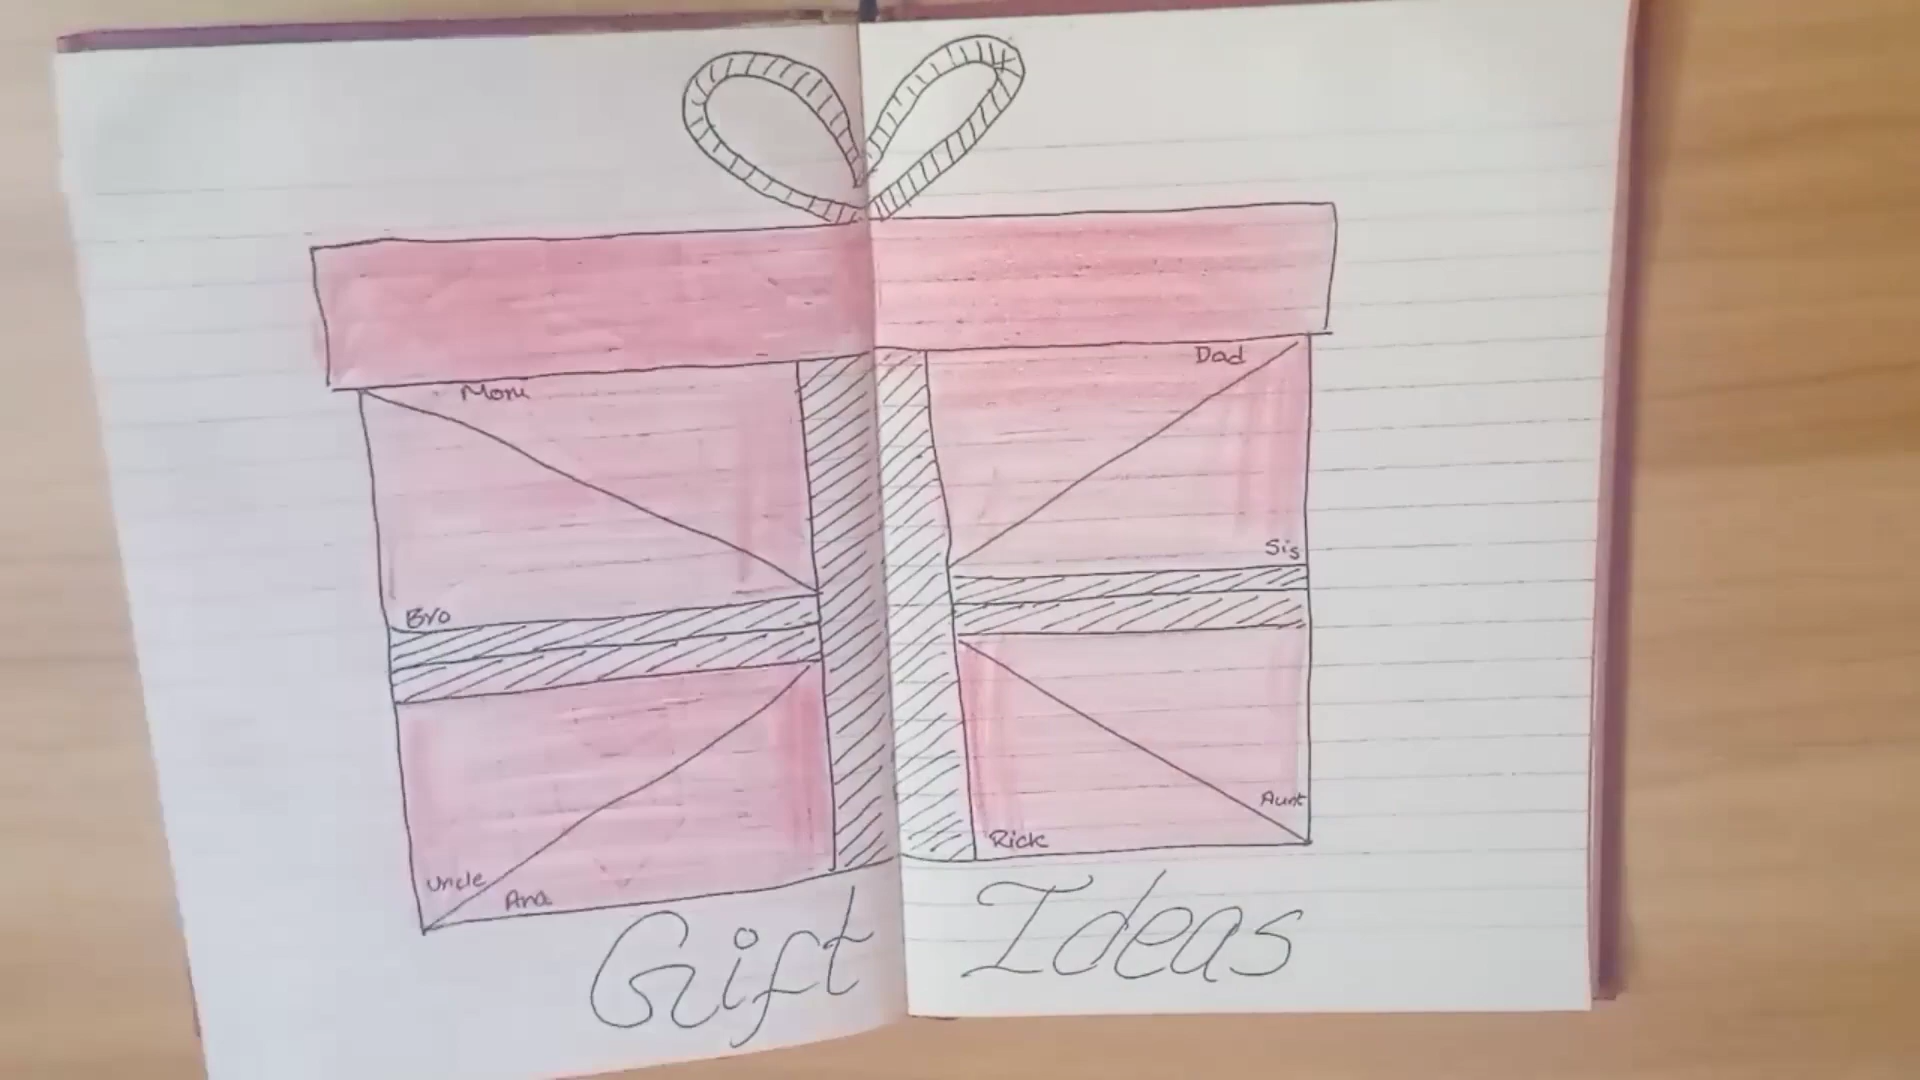 Mom
Dad
Bro
Sis
Uncle
Ana
Rick
Aunt
Gift Ideas